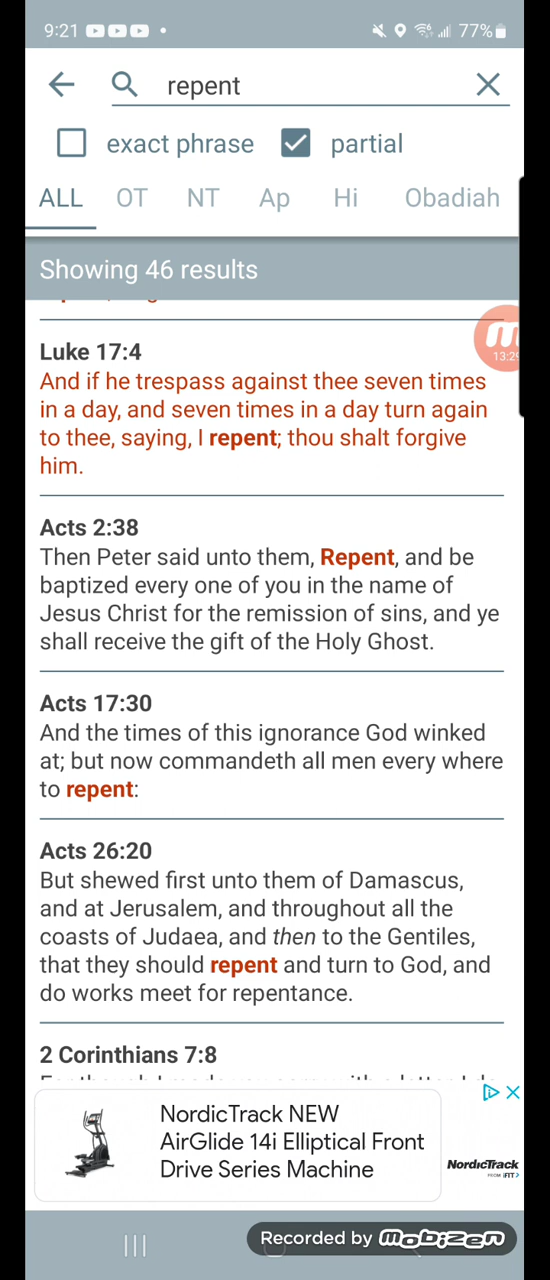 9:21
77%
repent
exact phrase partial
ALL OT NT Ap Hi Obadiah
Showing 46 results
Luke 17:4
13:29
And if he trespass against thee seven times
in a day, and seven times in a day turn again
to thee, saying, I repent; thou shalt forgive
him.
Acts 2:38
Then Peter said unto them, Repent, and be
baptized every one of you in the name of
Jesus Christ for the remission of sins, and ye
shall receive the gift of the Holy Ghost.
Acts 17:30
And the times of this ignorance God winked
at; but now commandeth all men every where
to repent:
Acts 26:20
But shewed first unto them of Damascus,
and at Jerusalem, and throughout all the
coasts of Judaea, and then to the Gentiles,
that they should repent and turn to God, and
do works meet for repentance.
2 Corinthians 7:8
NordicTrack NEW
AirGlide 14i Elliptical Front
Drive Series Machine
NordicTrack
FROM iFIT
Recorded by mobizen